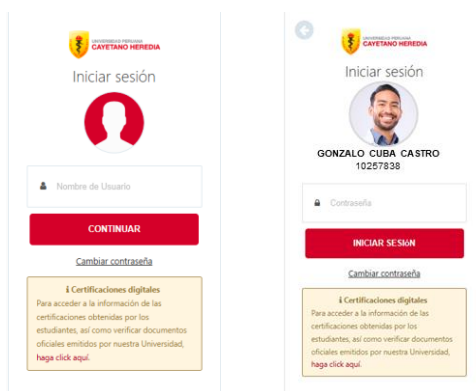 UNIVERSIDAD PERUANA
CAYETANO HEREDIA
Iniciar sesión
Nombre de Usuario
CONTINUAR
Cambiar contraseña
i Certificaciones digitales
Para acceder a la información de las
certificaciones obtenidas por los
estudiantes, así como verificar documentos
oficiales emitidos por nuestra Universidad,
haga click aquí.
UNIVERSIDAD PERUANA
CAYETANO HEREDIA
Iniciar sesión
GONZALO CUBA CASTRO
10257838
Contraseña
INICIAR SESIóN
Cambiar contraseña
i Certificaciones digitales
Para acceder a la información de las
certificaciones obtenidas por los
estudiantes, así como verificar documentos
oficiales emitidos por nuestra Universidad,
haga click aquí.